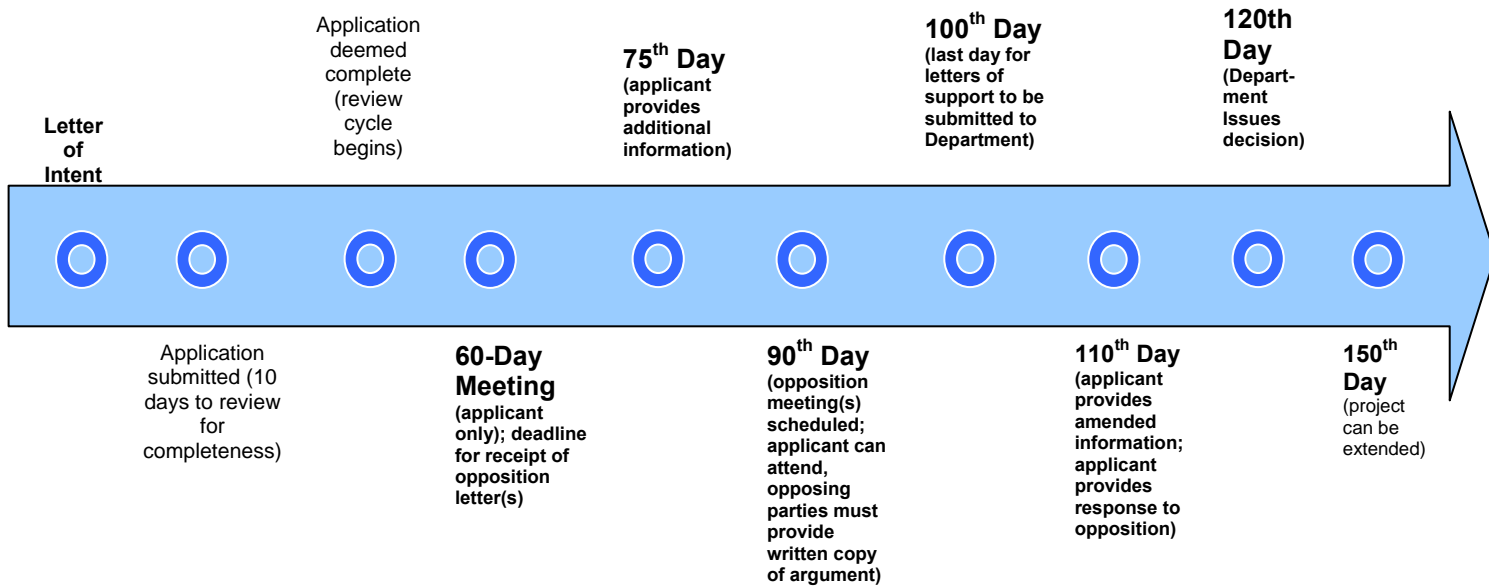 Letter
of
Intent
Application
submitted (10
days to review
for
completeness)
Application
deemed
complete
(review
cycle
begins)
60-Day
Meeting
(applicant
only); deadline
for receipt of
opposition
letter(s)
75th Day
(applicant
provides
additional
information)
90th Day
(opposition
meeting(s)
scheduled;
applicant can
attend,
opposing
parties must
provide
written copy
of argument)
100th Day
(last day for
letters of
support to be
submitted to
Department)
110th Day
(applicant
provides
amended
information;
applicant
provides
response to
opposition)
120th
Day
(Depart-
ment
Issues
decision)
150th
Day
(project
can be
extended)